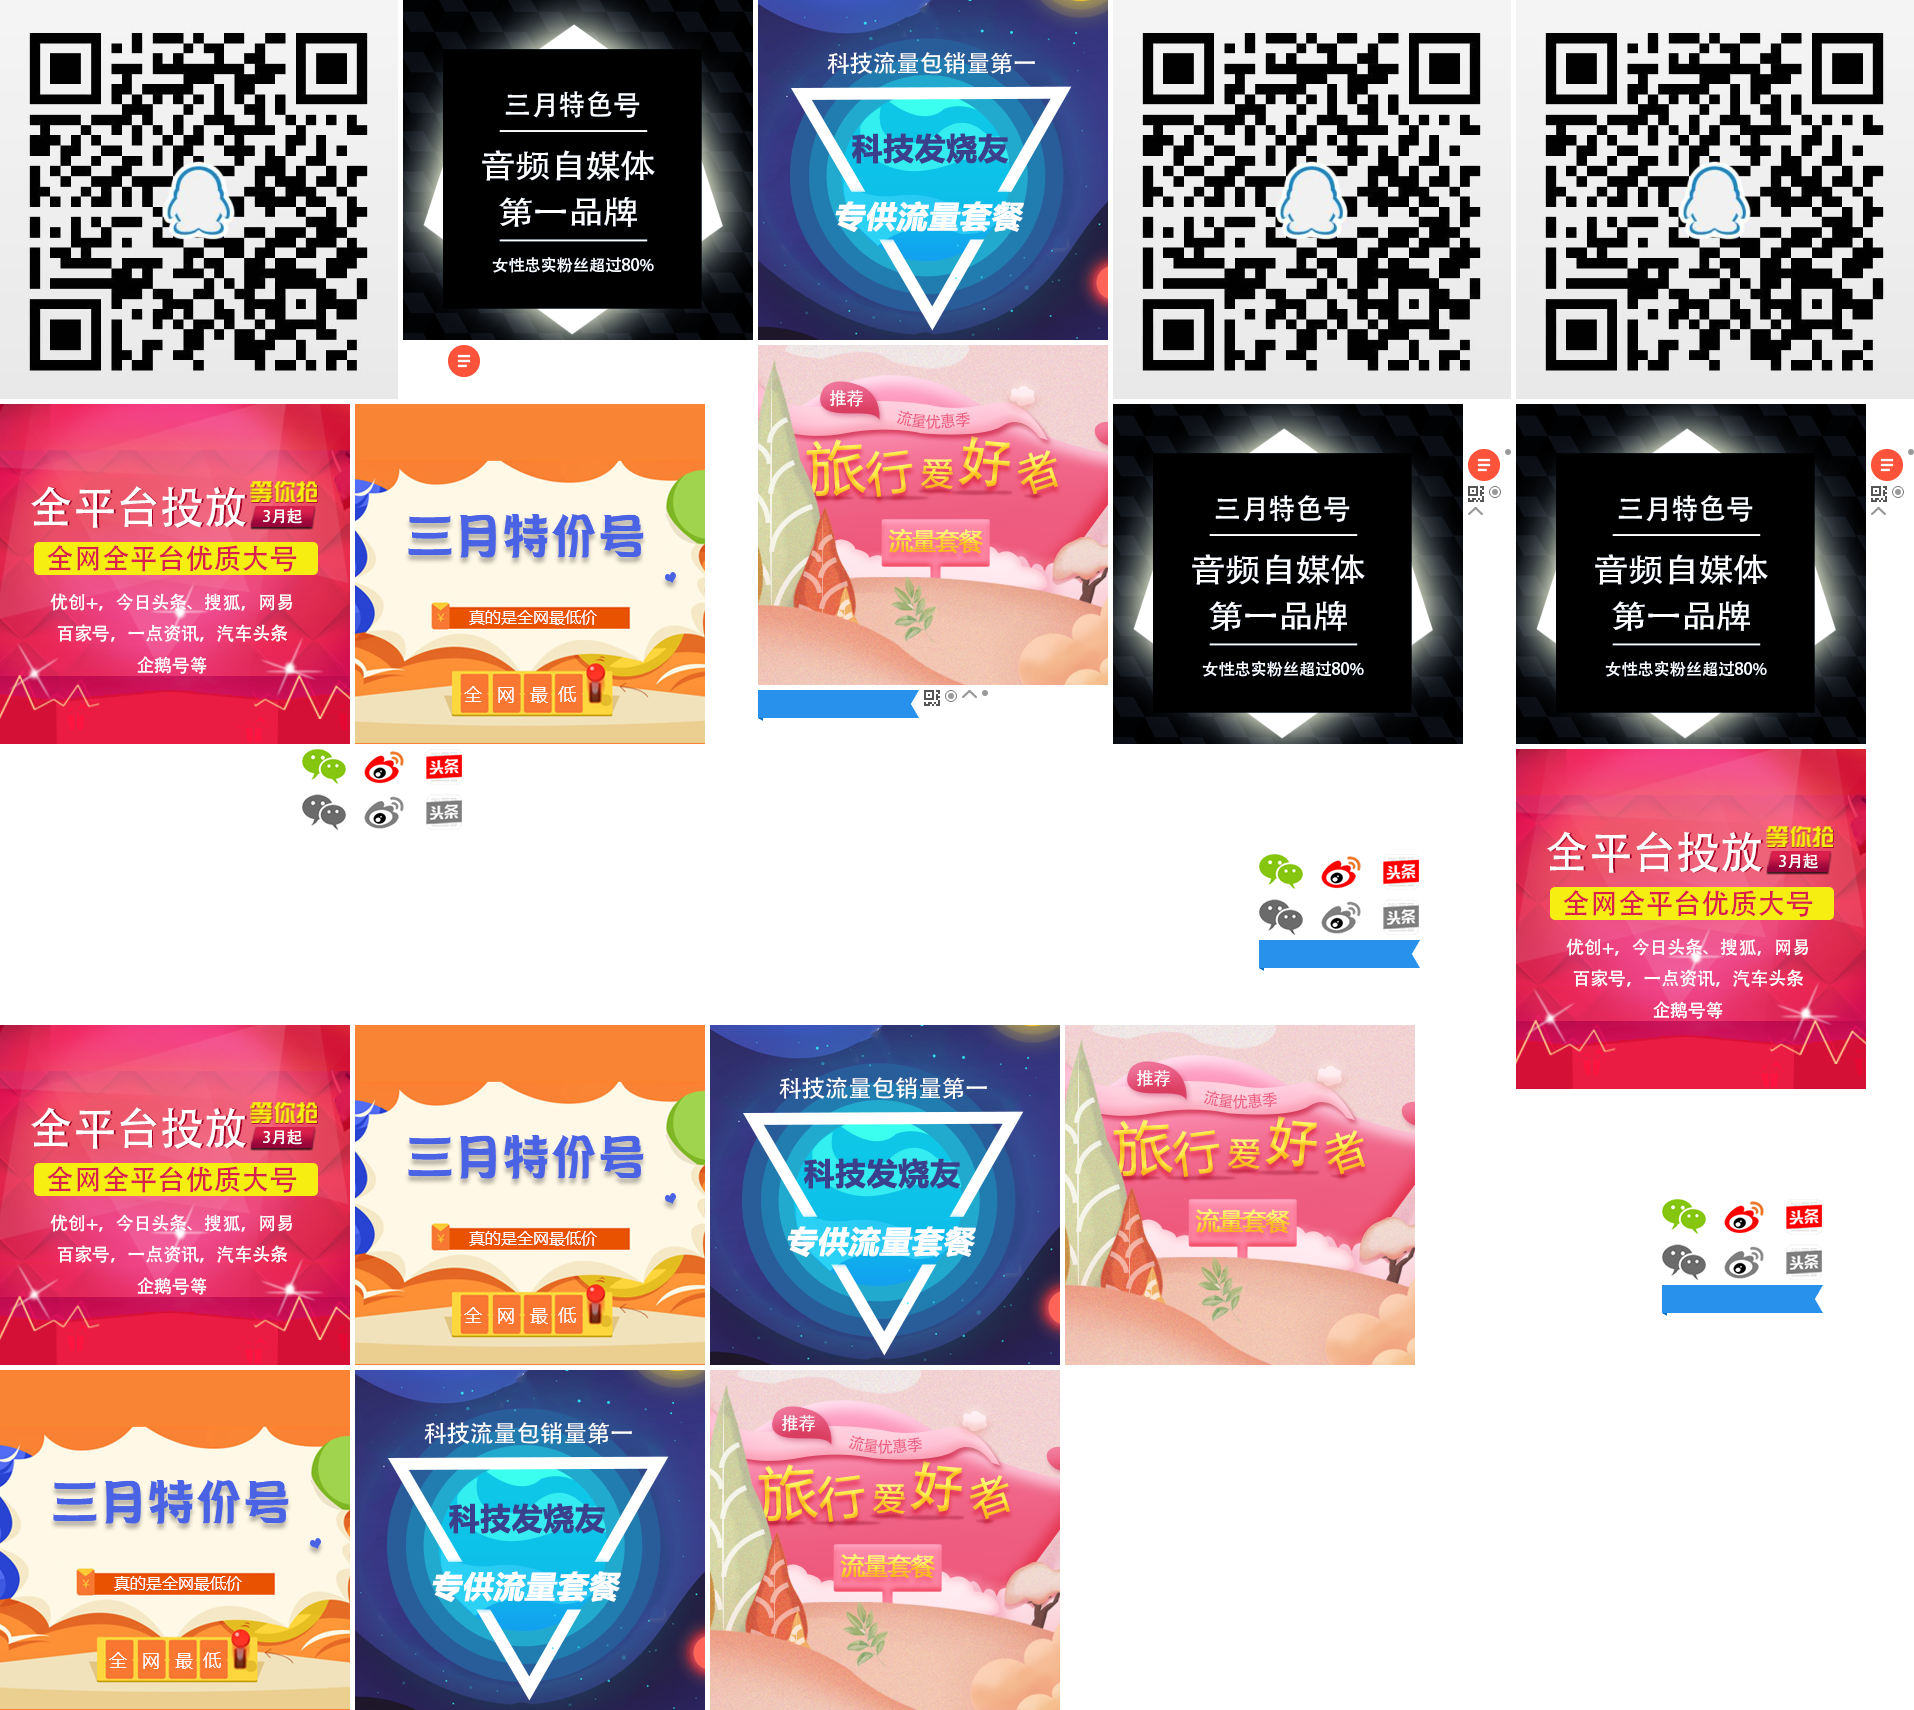 三月特色号
音频自媒体
第一品牌
女性忠实粉丝超过80%
科技流量包销量第一
科技发烧友
专供流量套餐
全平台投放
等你抢
3月起
全网全平台优质大号
优创+，今日头条、搜狐，网易
百家号，一点资讯，汽车头条
企鹅号等
三月特价号
真的是全网最低价
全网最低
推荐
流量优惠季
旅行爱好者
流量套餐
三月特色号
音频自媒体
第一品牌
女性忠实粉丝超过80%
三月特色号
音频自媒体
第一品牌
女性忠实粉丝超过80%
头条
头条
头条
头条
全平台投放
等你抢
3月起
全网全平台优质大号
优创+，今日头条、搜狐，网易
百家号，一点资讯，汽车头条
企鹅号等
全平台投放
等你抢
3月起
全网全平台优质大号
优创+，今日头条、搜狐，网易
百家号，一点资讯，汽车头条
企鹅号等
三月特价号
真的是全网最低价
全网最低
科技流量包销量第一
科技发烧友
专供流量套餐
推荐
流量优惠季
旅行爱好者
流量套餐
头条
头条
三月特价号
真的是全网最低价
全网最低
科技流量包销量第一
科技发烧友
专供流量套餐
推荐
流量优惠季
旅行爱好者
流量套餐